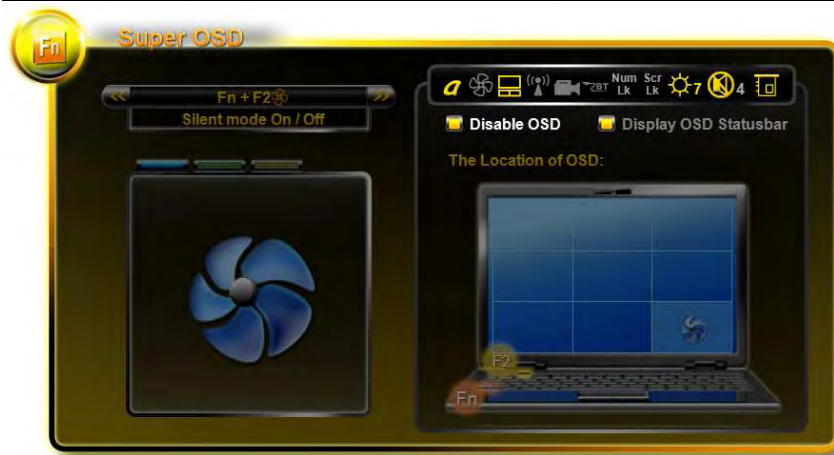 Fn
Super OSD
Fn + F2
Silent mode On / Off
a
ZBT
Num Lk
Scr Lk
7
4
Disable OSD
Display OSD Statusbar
The Location of OSD:
F2
Fn